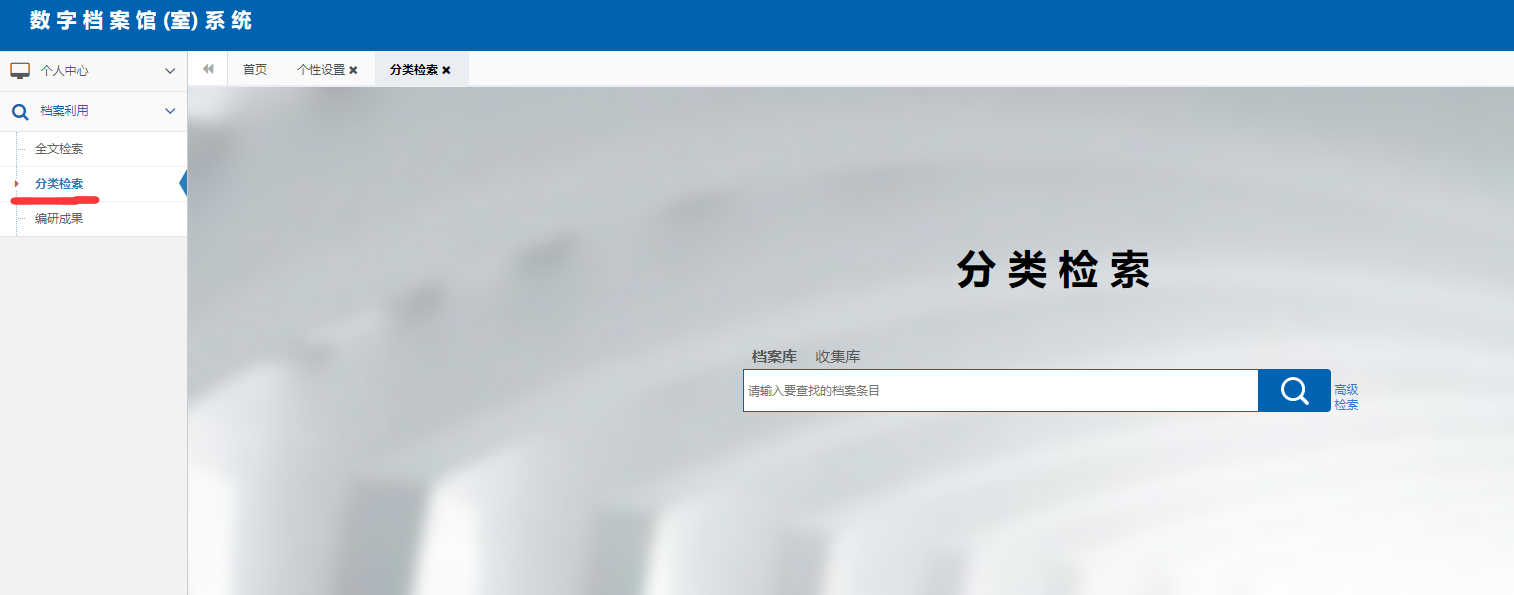 数字档案馆(室)系统
个人中心
首页 个性设置 分类检索
档案利用
全文检索
分类检索
编研成果
分类检索
档案库 收集库
请输入要查找的档案条目
高级
检索